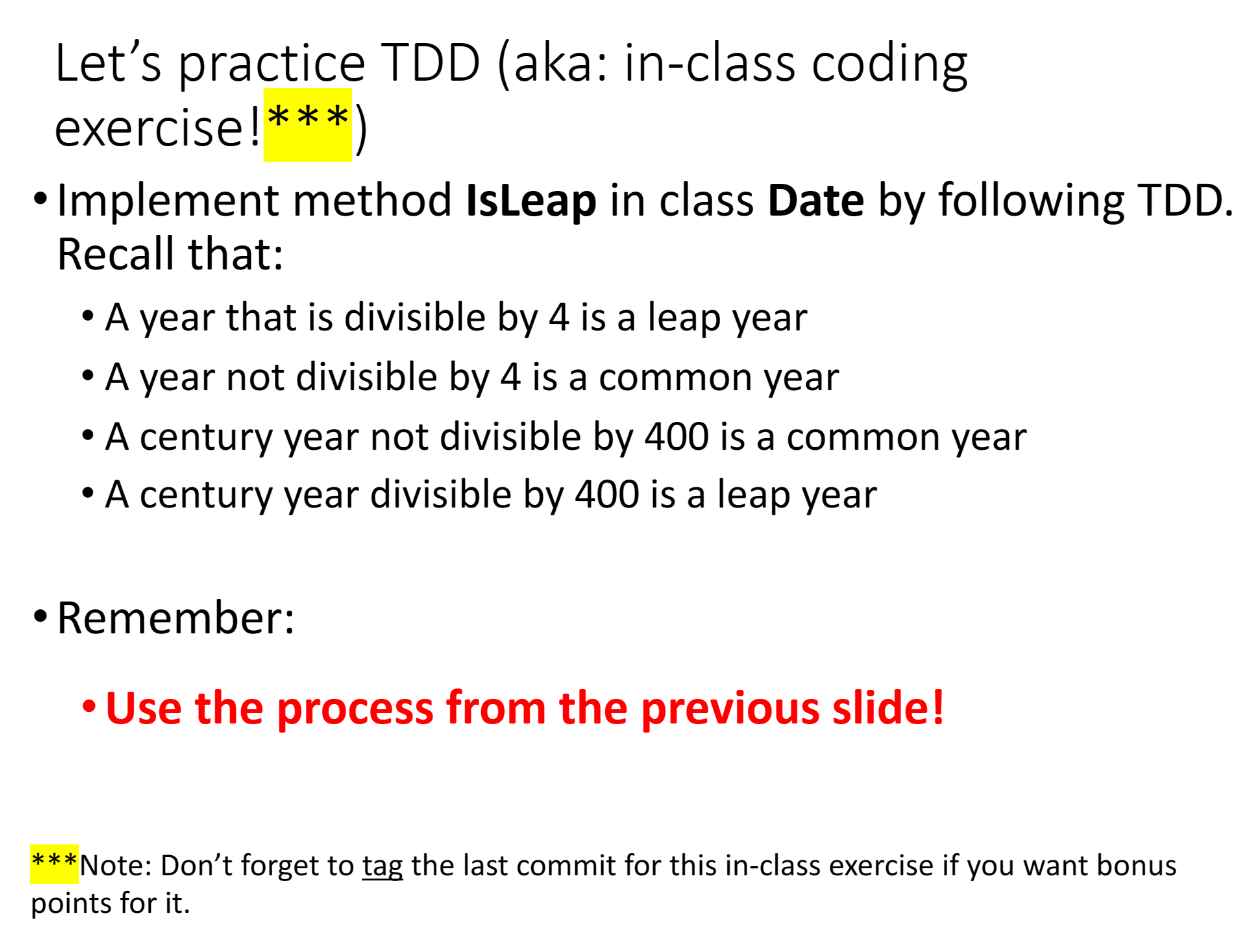 Let's practice TDD (aka: in-class coding
exercise!***)
• Implement method IsLeap in class Date by following TDD.
Recall that:
• A year that is divisible by 4 is a leap year
• A year not divisible by 4 is a common year
• A century year not divisible by 400 is a common year
• A century year divisible by 400 is a leap year
• Remember:
• Use the process from the previous slide!
***Note: Don't forget to tag the last commit for this in-class exercise if you want bonus
points for it.